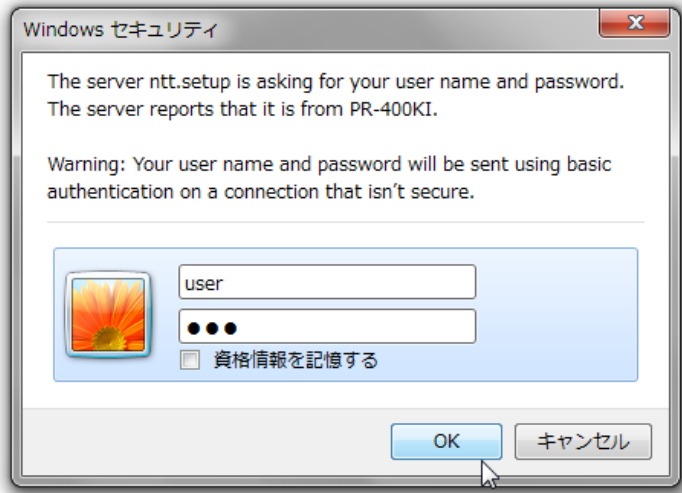 Windows セキュリティ
The server ntt.setup is asking for your user name and password.
The server reports that it is from PR-400KI.
Warning: Your user name and password will be sent using basic
authentication on a connection that isn't secure.
user
●●●
資格情報を記憶する
OK キャンセル